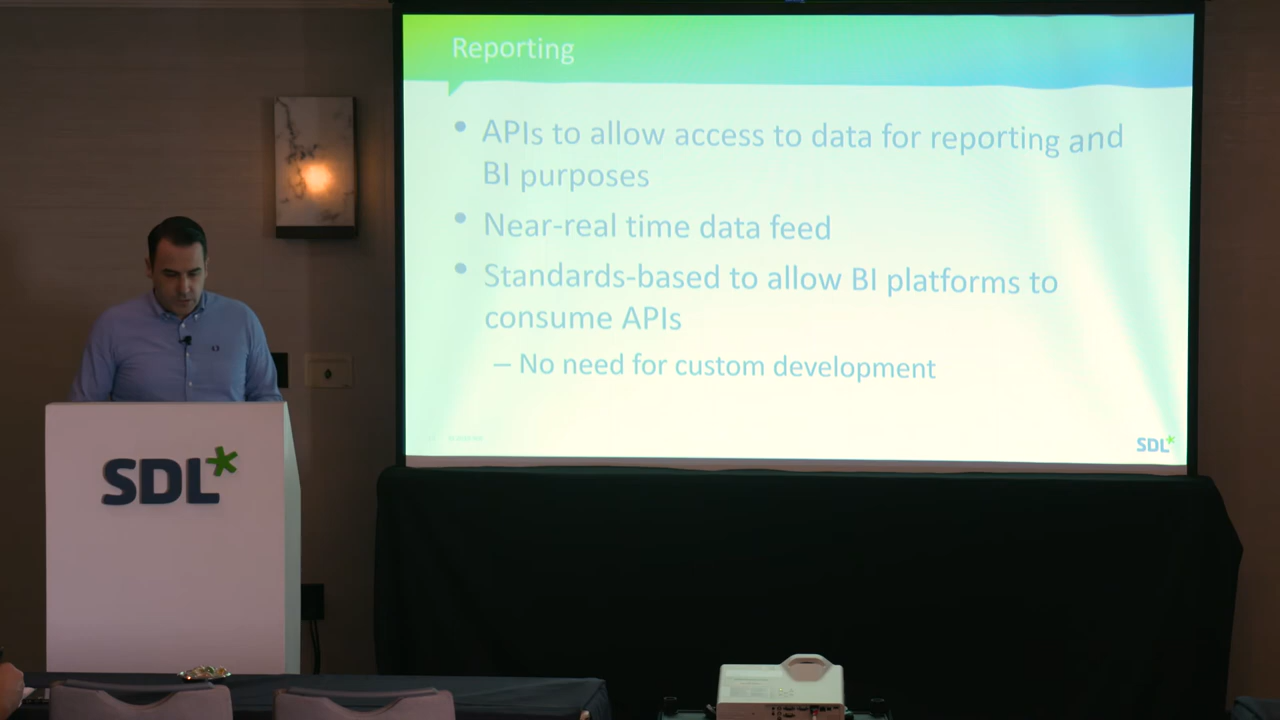 Reporting
• APIs to allow access to data for reporting and
BI purposes
• Near-real time data feed
• Standards-based to allow BI platforms to
consume APIs
– No need for custom development
SDL*
SDL*